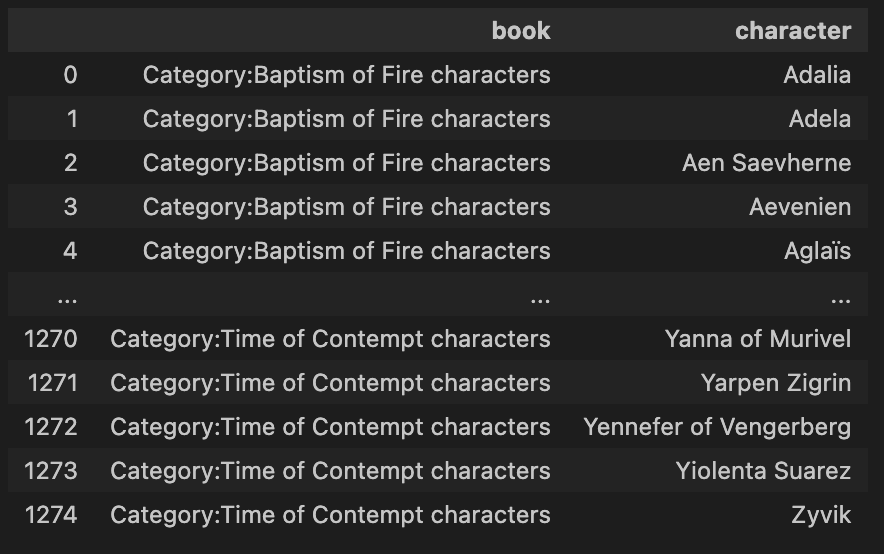 book character
0 Category:Baptism of Fire characters Adalia
1 Category:Baptism of Fire characters Adela
2 Category:Baptism of Fire characters Aen Saevherne
3 Category:Baptism of Fire characters Aevenien
4 Category:Baptism of Fire characters Aglaïs
... ... ...
1270 Category:Time of Contempt characters Yanna of Murivel
1271 Category:Time of Contempt characters Yarpen Zigrin
1272 Category:Time of Contempt characters Yennefer of Vengerberg
1273 Category:Time of Contempt characters Yiolenta Suarez
1274 Category:Time of Contempt characters Zyvik